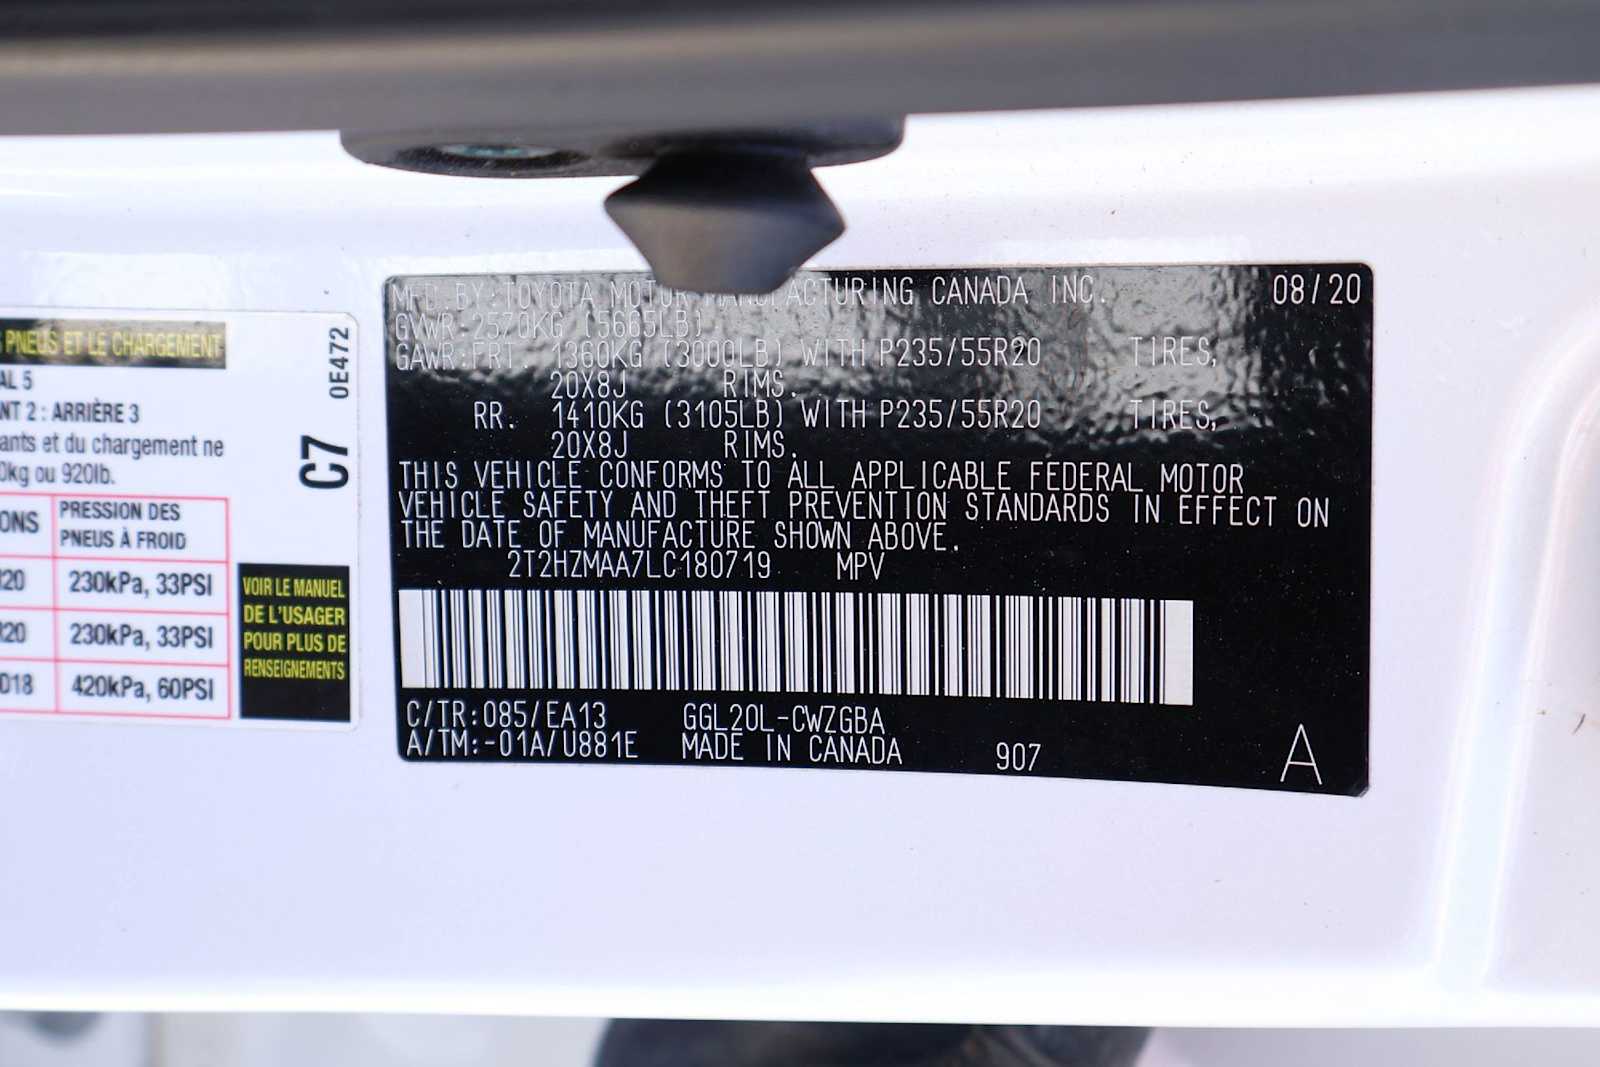 PNEUS ET LE CHARGEMENT
AL 5
NT 2 : ARRIÈRE 3
ants et du chargement ne
0kg ou 920lb.
ONS PRESSION DES
PNEUS À FROID
R20 230kPa, 33PSI
R20 230kPa, 33PSI
D18 420kPa, 60PSI
0E472
C7
VOIR LE MANUEL
DE L'USAGER
POUR PLUS DE
RENSEIGNEMENTS
MFD.BY:TOYOTA MOTOR MANUFACTURING CANADA INC. 08/20
GVWR:2570KG (5665LB)
GAWR:FRT. 1360KG (3000LB) WITH P235/55R20 TIRES,
20X8J RIMS.
RR. 1410KG (3105LB) WITH P235/55R20 TIRES,
20X8J RIMS.
THIS VEHICLE CONFORMS TO ALL APPLICABLE FEDERAL MOTOR
VEHICLE SAFETY AND THEFT PREVENTION STANDARDS IN EFFECT ON
THE DATE OF MANUFACTURE SHOWN ABOVE.
2T2HZMAA7LC180719 MPV
C/TR:085/EA13 GGL20L-CWZGBA
A/TM:-01A/U881E MADE IN CANADA 907 A